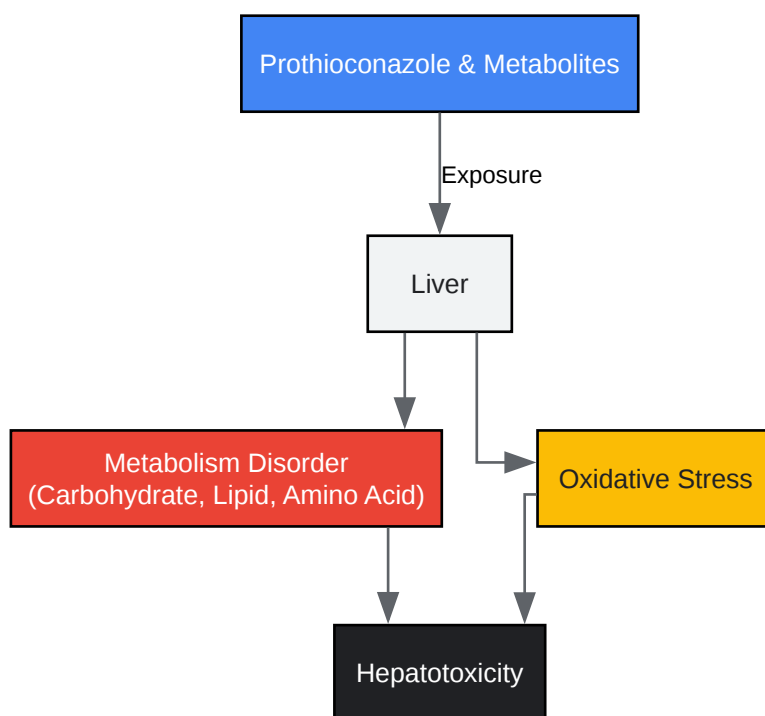 Prothioconazole & Metabolites
Exposure
Liver
Metabolism Disorder
(Carbohydrate, Lipid, Amino Acid)
Oxidative Stress
Hepatotoxicity